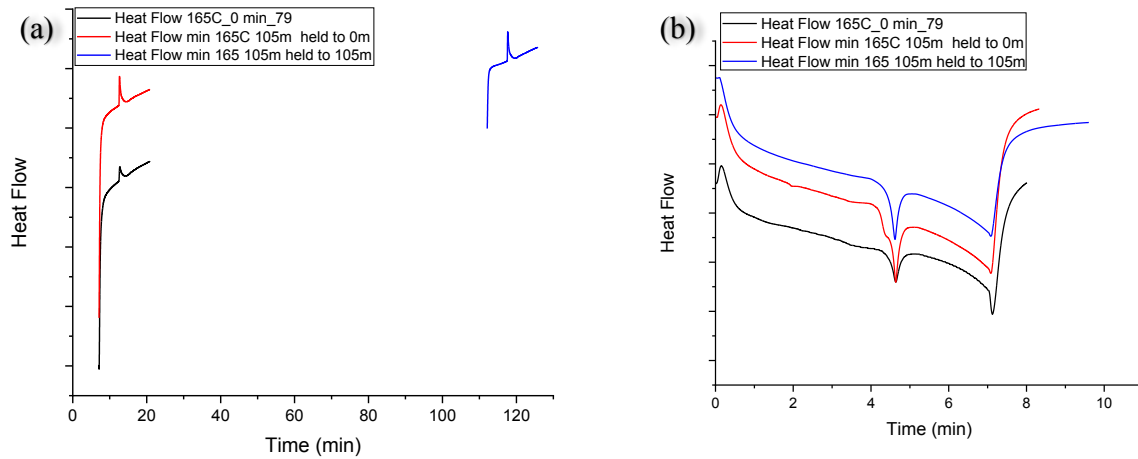 (a)
Heat Flow 165C_0 min_79
Heat Flow min 165C 105m held to 0m
Heat Flow min 165 105m held to 105m
Heat Flow
0 20 40 60 80 100 120
Time (min)
(b)
Heat Flow 165C_0 min_79
Heat Flow min 165C 105m held to 0m
Heat Flow min 165 105m held to 105m
Heat Flow
0 2 4 6 8 10
Time (min)